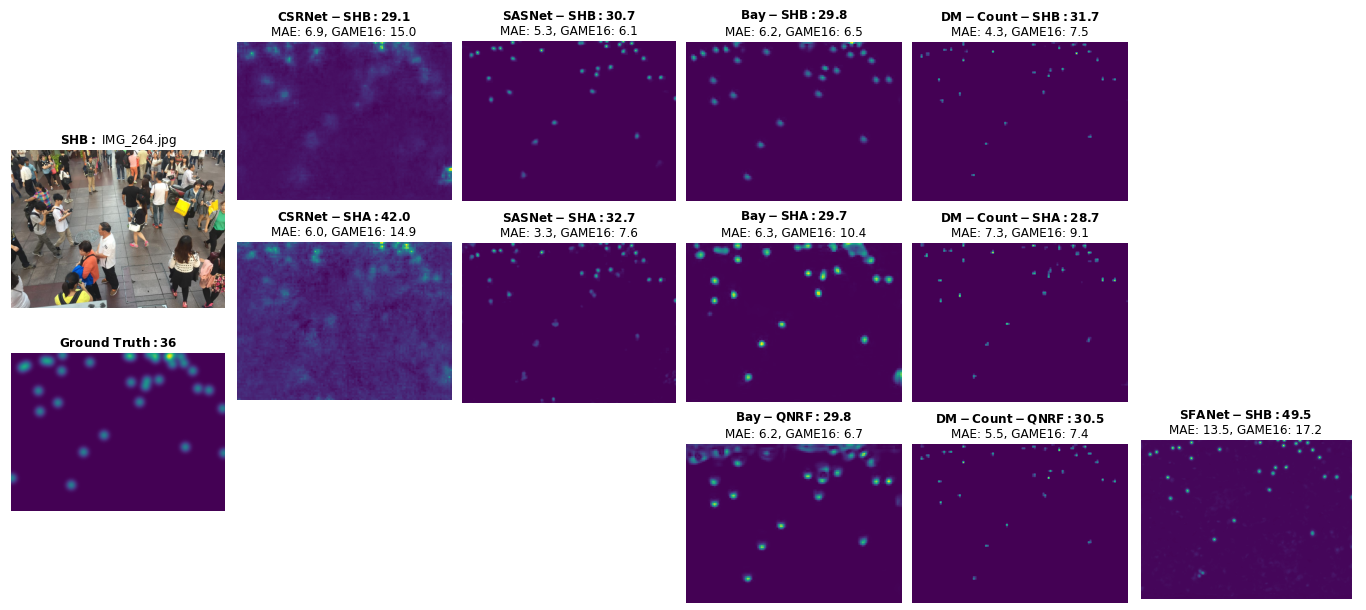 CSRNet−SHB: 29.1
MAE: 6.9, GAME16: 15.0
SASNet−SHB: 30.7
MAE: 5.3, GAME16: 6.1
Bay−SHB: 29.8
MAE: 6.2, GAME16: 6.5
DM−Count−SHB: 31.7
MAE: 4.3, GAME16: 7.5
SHB: IMG_264.jpg
CSRNet−SHA: 42.0
MAE: 6.0, GAME16: 14.9
SASNet−SHA: 32.7
MAE: 3.3, GAME16: 7.6
Bay−SHA: 29.7
MAE: 6.3, GAME16: 10.4
DM−Count−SHA: 28.7
MAE: 7.3, GAME16: 9.1
Ground Truth: 36
Bay−QNRF: 29.8
MAE: 6.2, GAME16: 6.7
DM−Count−QNRF: 30.5
MAE: 5.5, GAME16: 7.4
SFANet−SHB: 49.5
MAE: 13.5, GAME16: 17.2